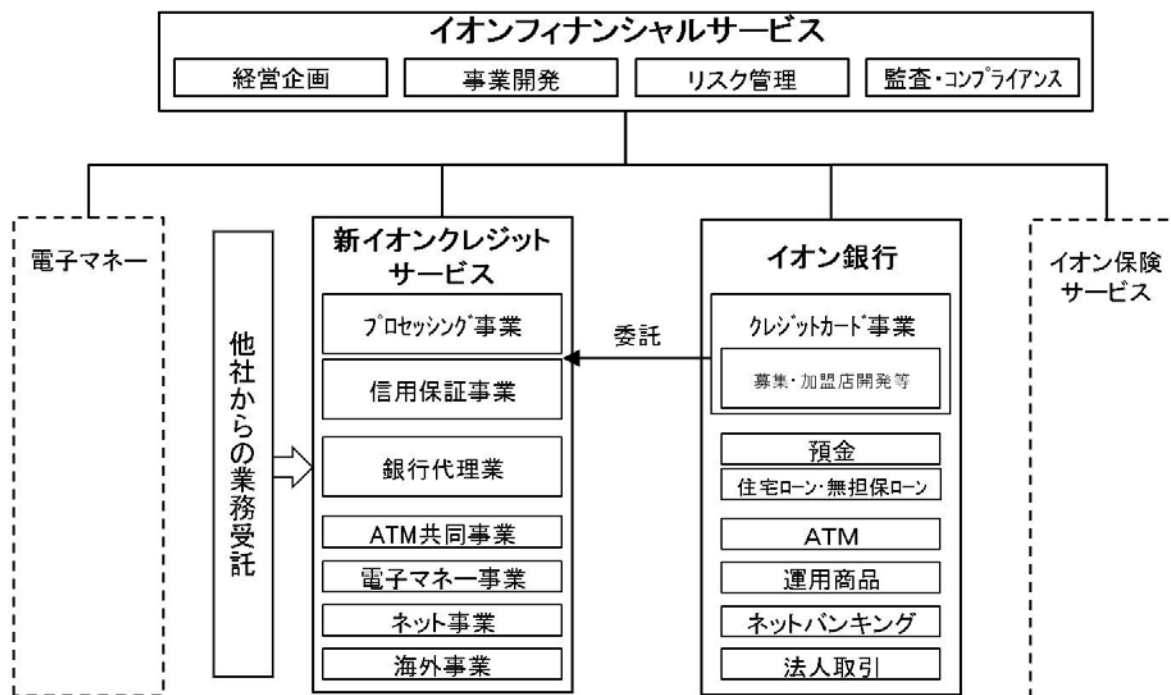 イオンフィナンシャルサービス
経営企画
事業開発
リスク管理
監査・コンプライアンス
電子マネー
他社からの業務受託
新イオンクレジット
サービス
プロセッシング事業
信用保証事業
銀行代理業
ATM共同事業
電子マネー事業
ネット事業
海外事業
委託
イオン銀行
クレジットカード事業
募集・加盟店開発等
預金
住宅ローン・無担保ローン
ATM
運用商品
ネットバンキング
法人取引
イオン保険
サービス